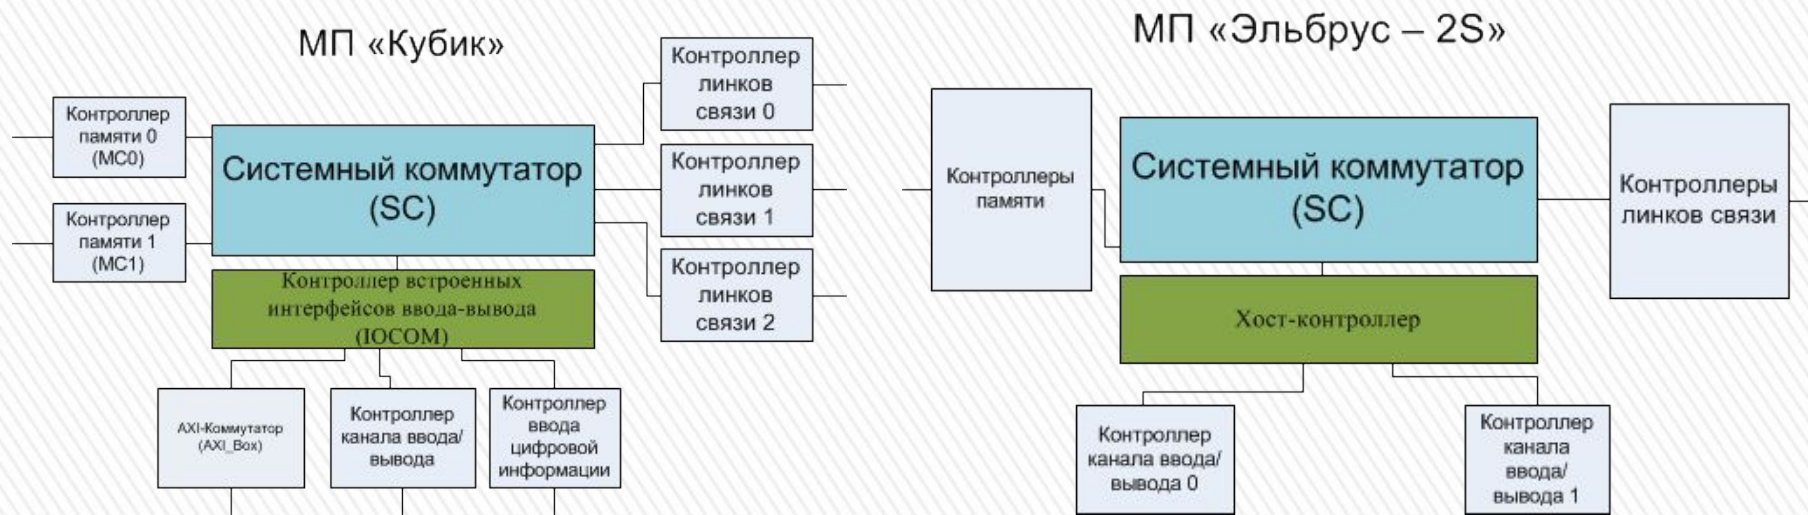 МП «Кубик»
Контроллер
памяти 0
(МС0)
Контроллер
памяти 1
(МС1)
Системный коммутатор
(SC)
Контроллер
линков
связи 0
Контроллер
линков
связи 1
Контроллер
линков
связи 2
Контроллер встроенных
интерфейсов ввода-вывода
(IOCOM)
AXI-Коммутатор
(AXI_Box)
Контроллер
канала ввода/
вывода
Контроллер
ввода
цифровой
информации
МП «Эльбрус – 2S»
Контроллеры
памяти
Системный коммутатор
(SC)
Контроллеры
линков связи
Хост-контроллер
Контроллер
канала ввода/
вывода 0
Контроллер
канала
ввода/
вывода 1